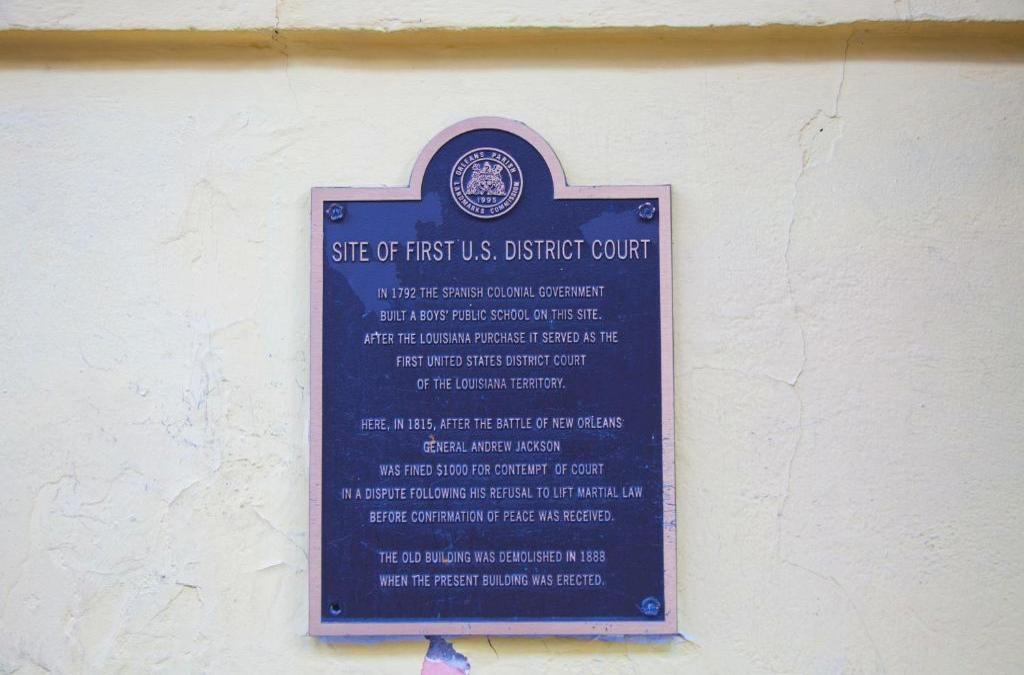 ORLEANS PARISH
LANDMARKS COMMISSION
1995
SITE OF FIRST U.S. DISTRICT COURT
IN 1792 THE SPANISH COLONIAL GOVERNMENT
BUILT A BOYS' PUBLIC SCHOOL ON THIS SITE.
AFTER THE LOUISIANA PURCHASE IT SERVED AS THE
FIRST UNITED STATES DISTRICT COURT
OF THE LOUISIANA TERRITORY.
HERE, IN 1815, AFTER THE BATTLE OF NEW ORLEANS
GENERAL ANDREW JACKSON
WAS FINED $1000 FOR CONTEMPT OF COURT
IN A DISPUTE FOLLOWING HIS REFUSAL TO LIFT MARTIAL LAW
BEFORE CONFIRMATION OF PEACE WAS RECEIVED.
THE OLD BUILDING WAS DEMOLISHED IN 1888
WHEN THE PRESENT BUILDING WAS ERECTED.